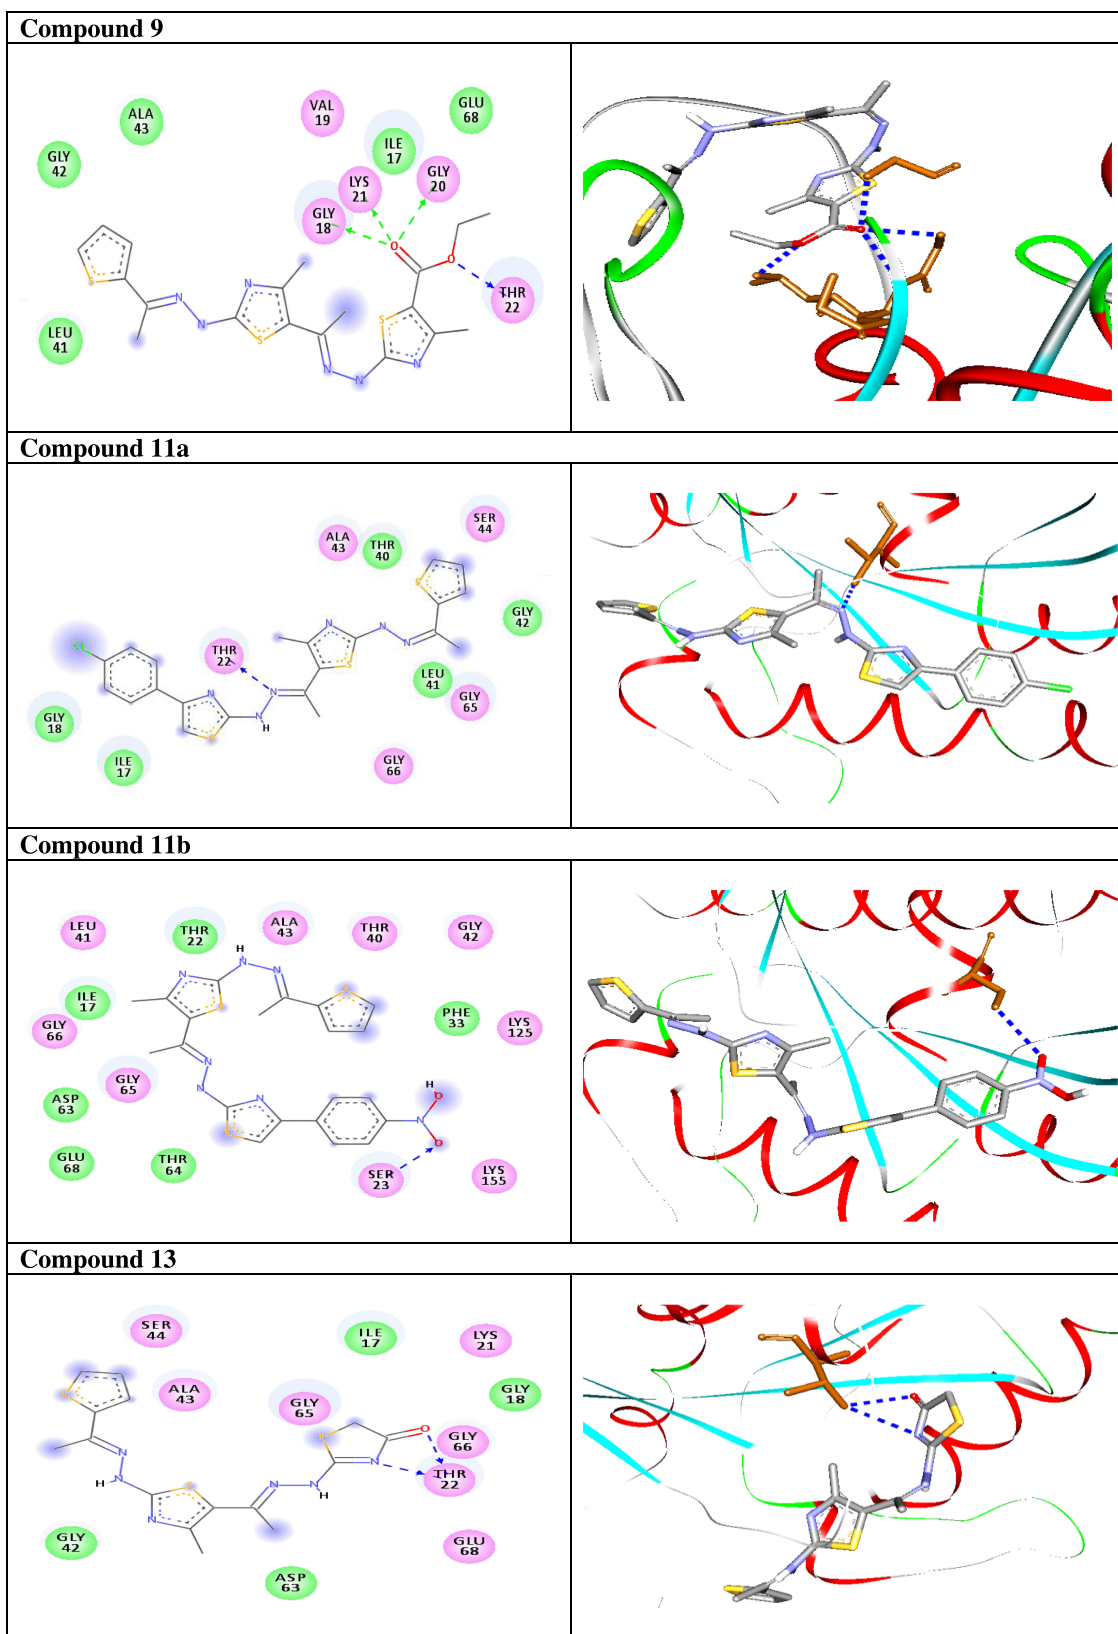 Compound 9
VAL
19
GLU
68
ALA
43
ILE
17
GLY
42
LYS
21
GLY
20
GLY
18
O
O
THR
22
S
N
N
N
S
LEU
41
N
S
N
N
N
Compound 11a
SER
44
ALA
43
THR
40
S
GLY
42
N
N
N
Cl
THR
22
S
LEU
41
GLY
65
N
N
N
H
GLY
18
S
ILE
17
GLY
66
Compound 11b
LEU
41
THR
22
ALA
43
THR
40
GLY
42
H
N
N
N
S
S
ILE
17
GLY
66
PHE
33
LYS
125
N
GLY
65
N
H
O
ASP
63
N
N
S
O
GLU
68
THR
64
SER
23
LYS
155
Compound 13
SER
44
ILE
17
LYS
21
ALA
43
GLY
65
GLY
18
S
S
O
GLY
66
N
N
THR
22
H
N
N
N
H
S
N
GLY
42
GLU
68
ASP
63